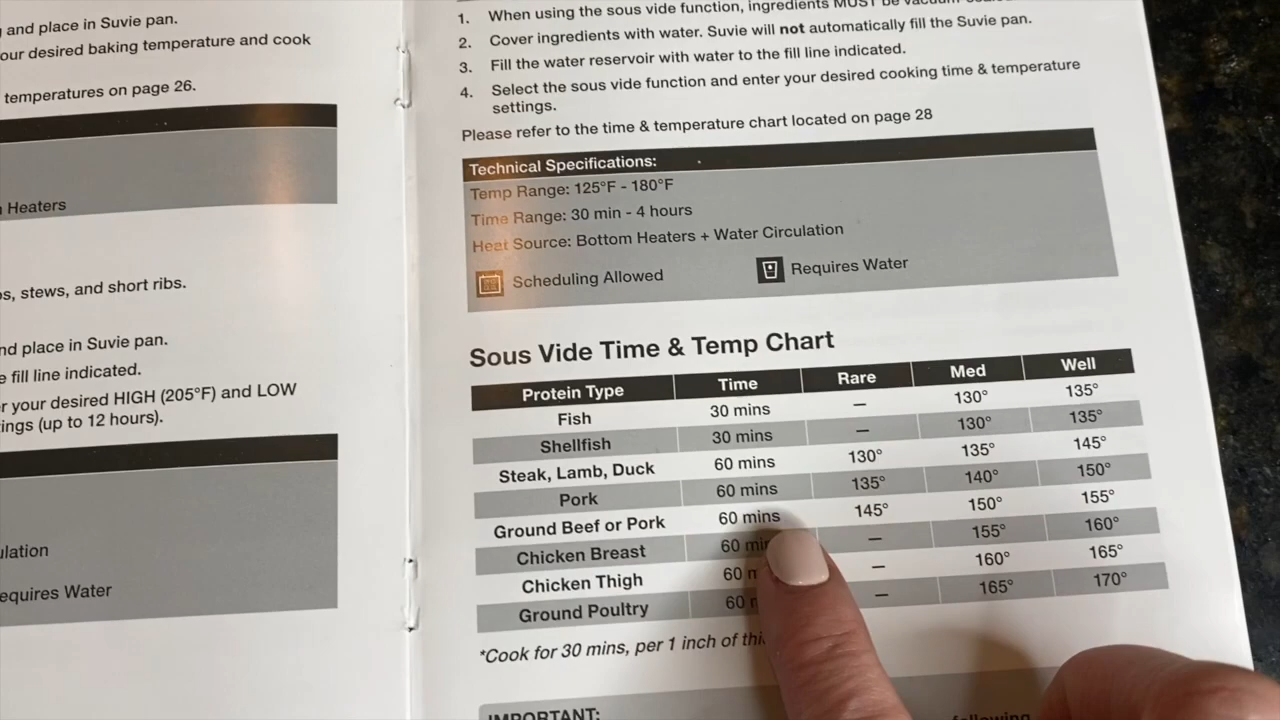 and place in Suvie pan.
our desired baking temperature and cook
temperatures on page 26.
Heaters
s, stews, and short ribs.
nd place in Suvie pan.
fill line indicated.
your desired HIGH (205°F) and LOW
ings (up to 12 hours).
ulation
equires Water
1. When using the sous vide function, ingredients MUST be
2. Cover ingredients with water. Suvie will not automatically fill the Suvie pan.
3. Fill the water reservoir with water to the fill line indicated.
4. Select the sous vide function and enter your desired cooking time & temperature
settings.
Please refer to the time & temperature chart located on page 28
Technical Specifications:
Temp Range: 125°F - 180°F
Time Range: 30 min - 4 hours
Heat Source: Bottom Heaters + Water Circulation
Scheduling Allowed Requires Water
Sous Vide Time & Temp Chart
Protein Type Time Rare Med Well
Fish 30 mins — 130° 135°
Shellfish 30 mins — 130° 135°
Steak, Lamb, Duck 60 mins 130° 135° 145°
Pork 60 mins 135° 140° 150°
Ground Beef or Pork 60 mins 145° 150° 155°
Chicken Breast 60 mi — 155° 160°
Chicken Thigh 60 — 160° 165°
Ground Poultry 60 — 165° 170°
*Cook for 30 mins, per 1 inch of thi
IMPORTANT: following